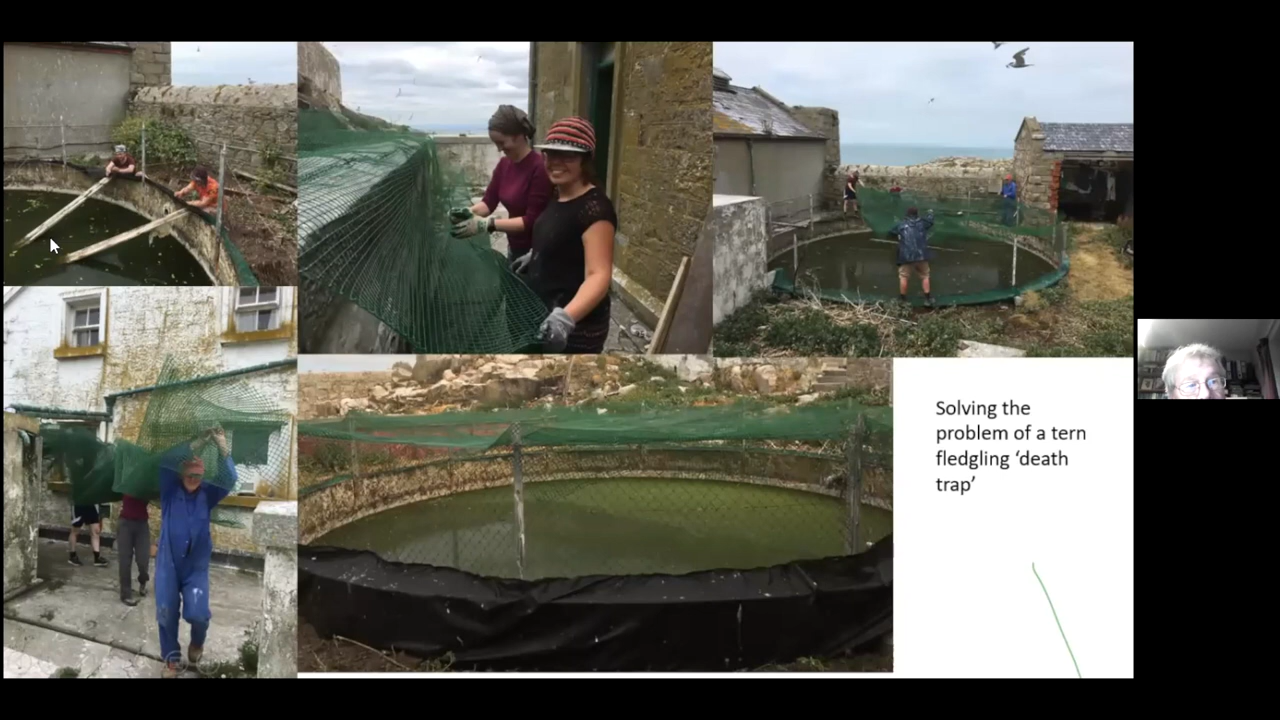 Solving the
problem of a tern
fledgling ‘death
trap’